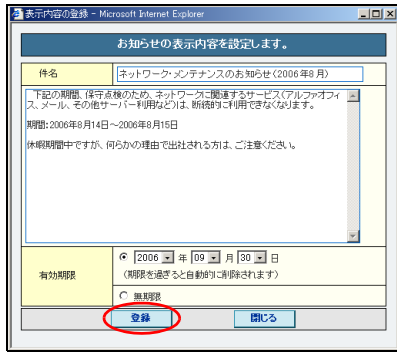 表示内容の登録 - Microsoft Internet Explorer
お知らせの表示内容を設定します。
件名
ネットワーク・メンテナンスのお知らせ(2006年8月)
下記の期間、保守点検のため、ネットワークに関連するサービス(アルファオフィ
ス、メール、その他サーバー利用など)は、断続的に利用できなくなります。
期間:2006年8月14日~2006年8月15日
休暇期間中ですが、何らかの理由で出社される方は、ご注意ください。
有効期限
2006 年 09 月 30 日
(期限を過ぎると自動的に削除されます)
無期限
登録 閉じる